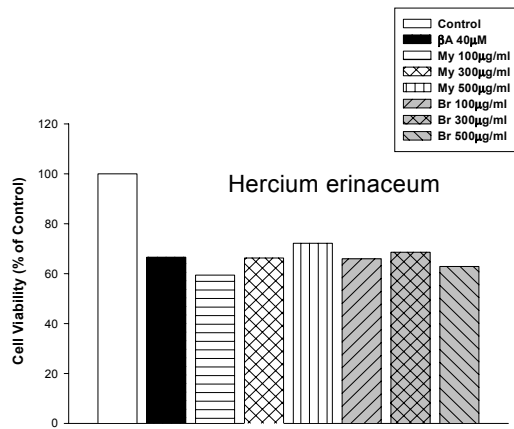 Control
βA 40μM
My 100μg/ml
My 300μg/ml
My 500μg/ml
Br 100μg/ml
Br 300μg/ml
Br 500μg/ml
Hercium erinaceum
Cell Viability (% of Control)
120
100
80
60
40
20
0